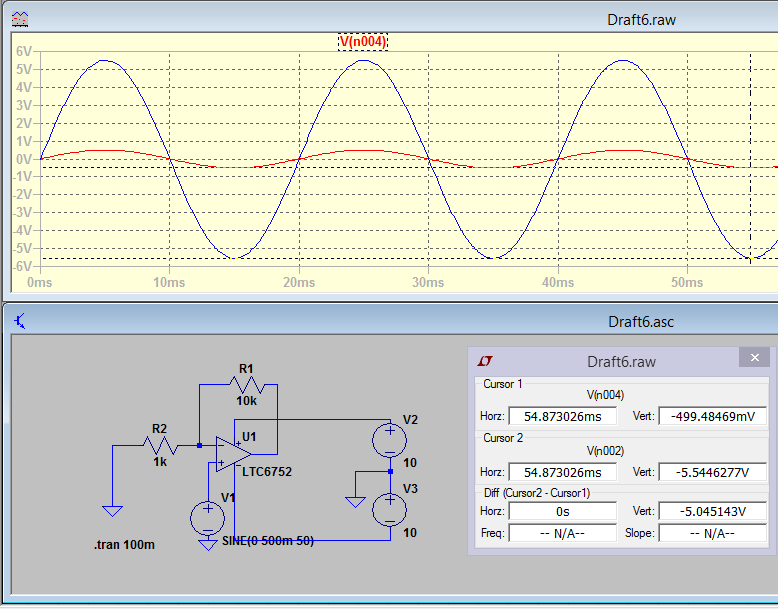 Draft6.raw
V(n004)
6V
5V
4V
3V
2V
1V
0V
-1V
-2V
-3V
-4V
-5V
-6V
0ms 10ms 20ms 30ms 40ms 50ms
Draft6.asc
R1
10k
R2
1k
U1
LTC6752
V1
SINE(0 500m 50)
V2
10
V3
10
.tran 100m
Draft6.raw
Cursor 1
V(n004)
Horz: 54.873026ms Vert: -499.48469mV
Cursor 2
V(n002)
Horz: 54.873026ms Vert: -5.5446277V
Diff (Cursor2 - Cursor1)
Horz: 0s Vert: -5.045143V
Freq: -- N/A-- Slope: -- N/A--